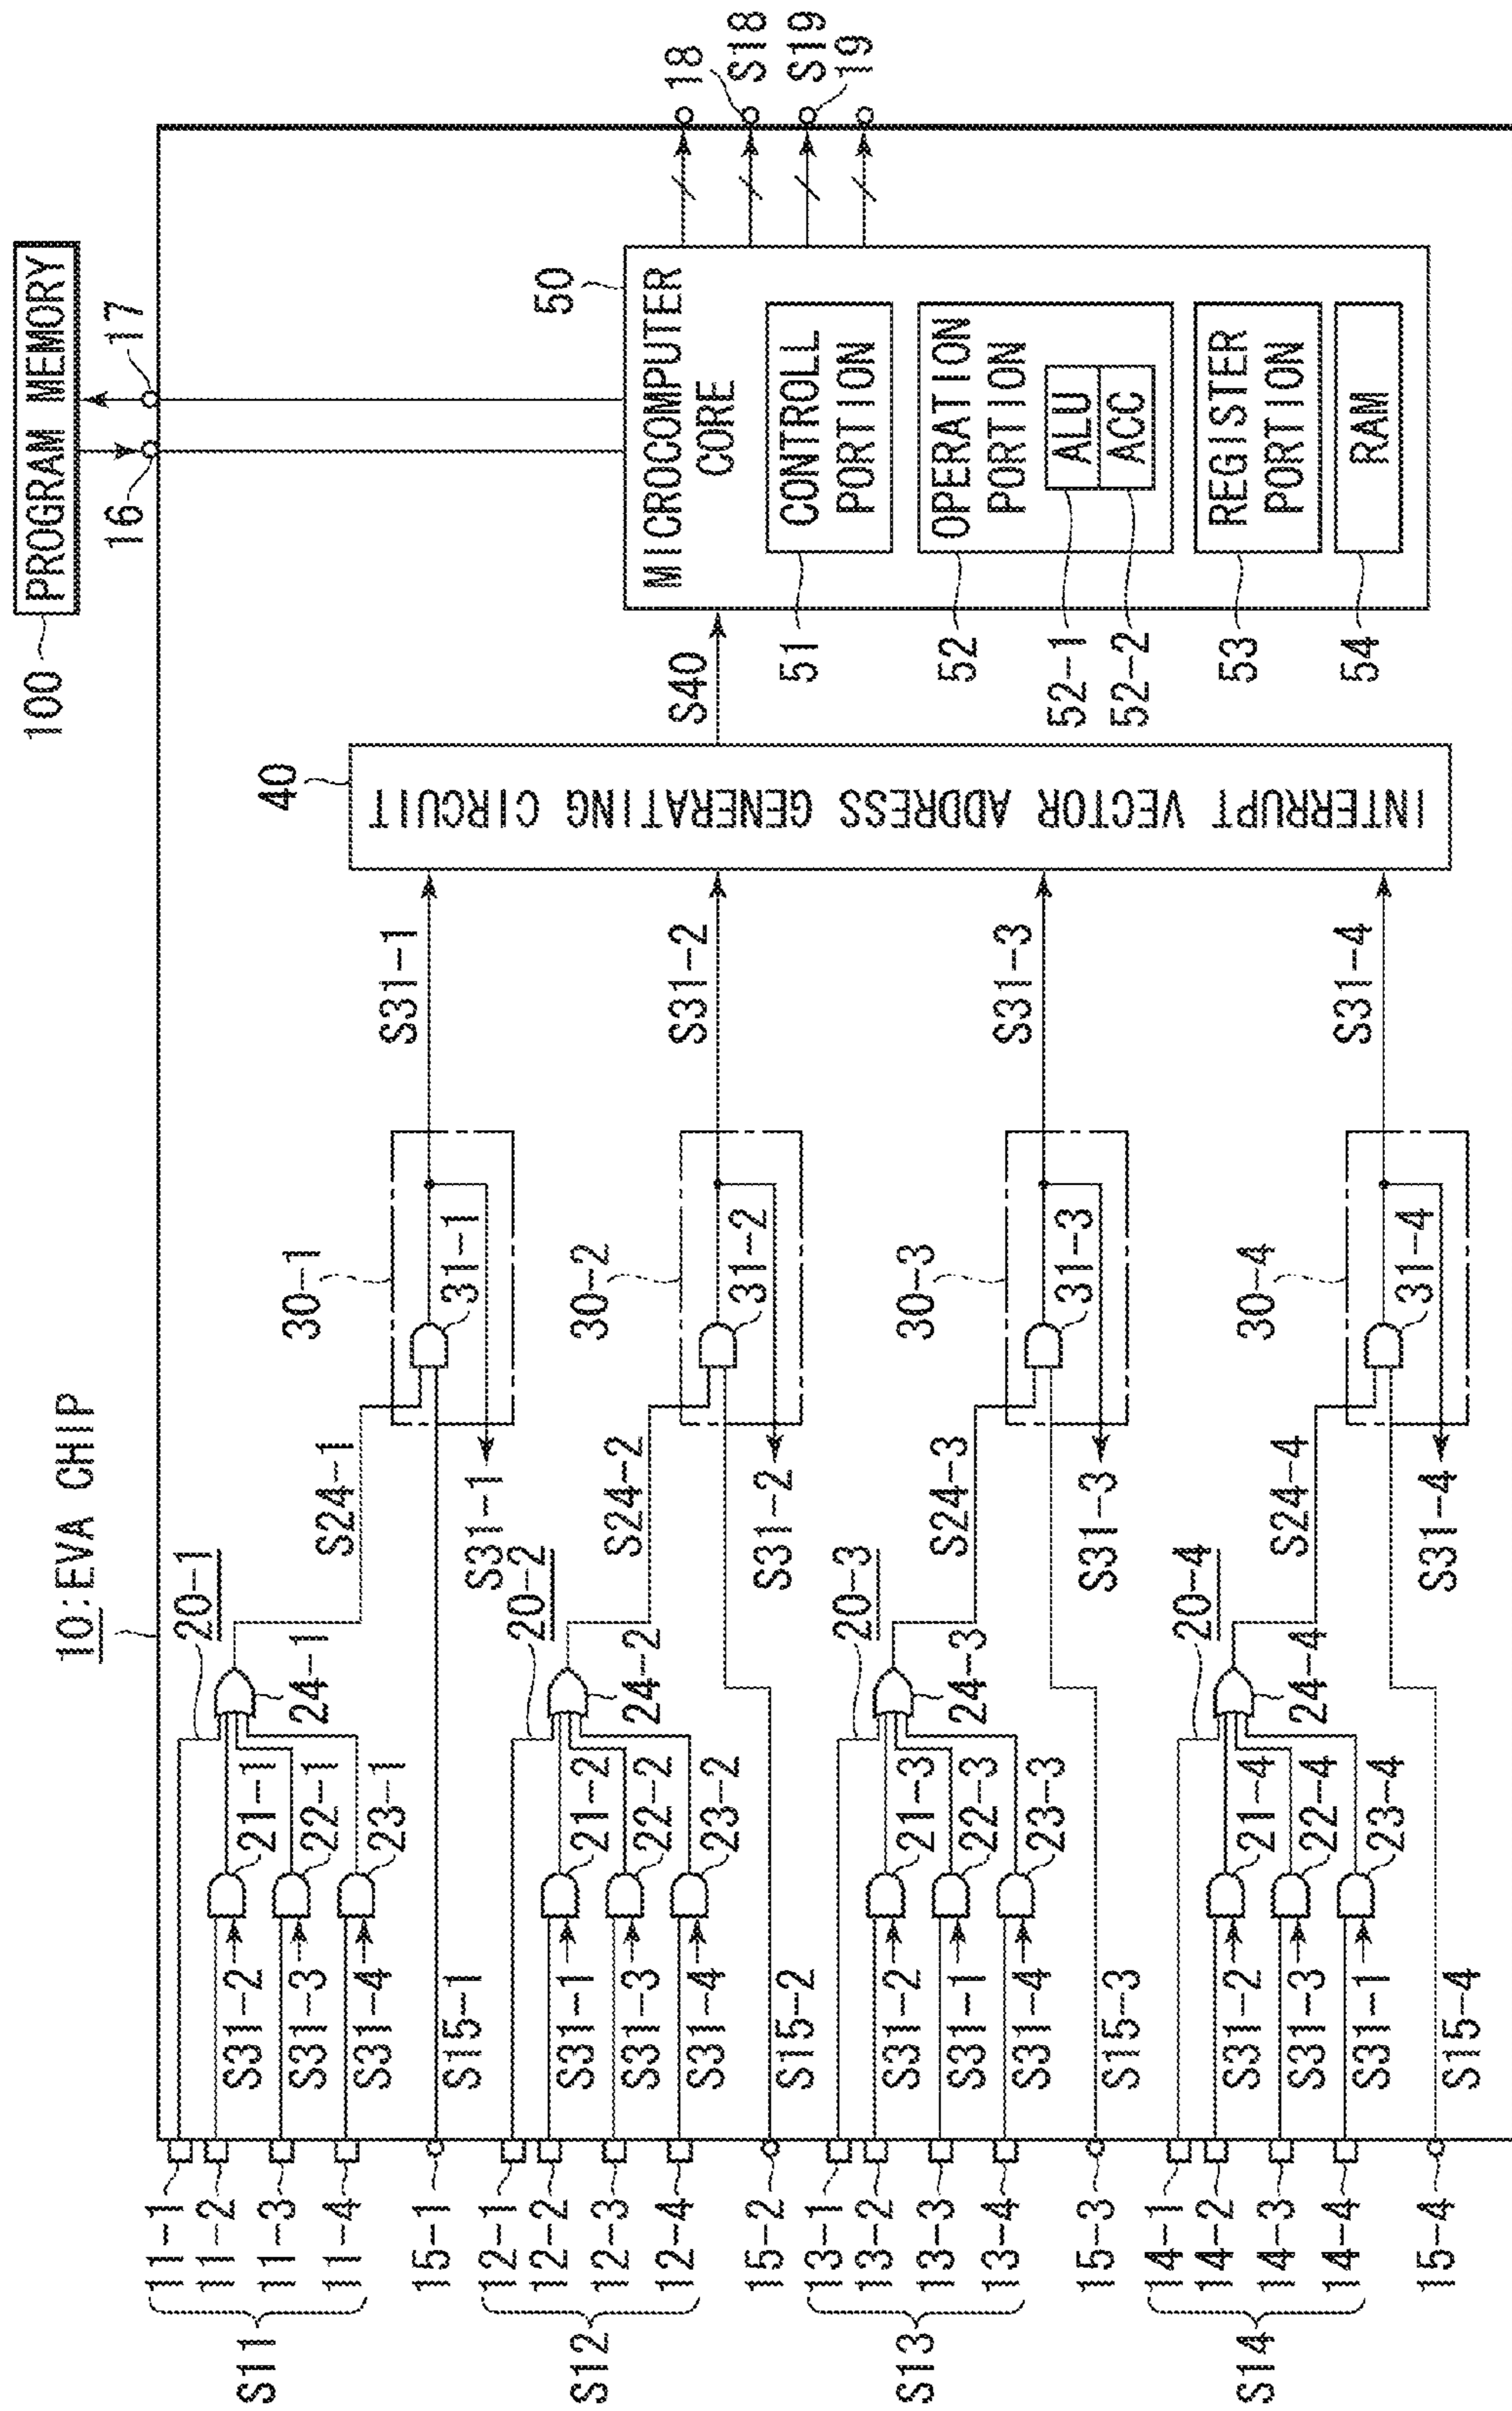 10:EVA CHIP
100
PROGRAM MEMORY
16
17
S11
11-1
11-2
11-3
11-4
15-1
S31-2
S31-3
S31-4
S15-1
21-1
22-1
23-1
20-1
24-1
S24-1
S31-1
30-1
31-1
S31-1
S12
12-1
12-2
12-3
12-4
15-2
S31-1
S31-3
S31-4
S15-2
21-2
22-2
23-2
20-2
24-2
S24-2
S31-2
30-2
31-2
S31-2
S13
13-1
13-2
13-3
13-4
15-3
S31-2
S31-1
S31-4
S15-3
21-3
22-3
23-3
20-3
24-3
S24-3
S31-3
30-3
31-3
S31-3
S14
14-1
14-2
14-3
14-4
15-4
S31-2
S31-3
S31-1
S15-4
21-4
22-4
23-4
20-4
24-4
S24-4
S31-4
30-4
31-4
S31-4
40
INTERRUPT VECTOR ADDRESS GENERATING CIRCUIT
S40
50
MICROCOMPUTER
CORE
51
CONTROLL
PORTION
52
OPERATION
PORTION
52-1
ALU
52-2
ACC
53
REGISTER
PORTION
54
RAM
18
S18
S19
19